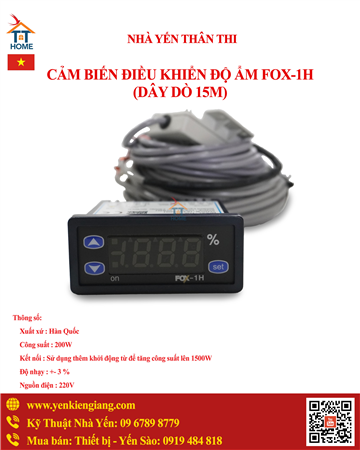 TT
HOME
NHÀ YẾN THÂN THI
CẢM BIẾN ĐIỀU KHIỂN ĐỘ ẨM FOX-1H
(DÂY DÒ 15M)
%
on
FOX-1H
set
Thông số:
Xuất xứ : Hàn Quốc
Công suất : 200W
Kết nối : Sử dụng thêm khởi động từ để tăng công suất lên 1500W
Độ nhạy : +- 3 %
Nguồn điện : 220V
www.yenkiengiang.com
Kỹ Thuật Nhà Yến: 09 6789 8779
Mua bán: Thiết bị - Yến Sào: 0919 484 818